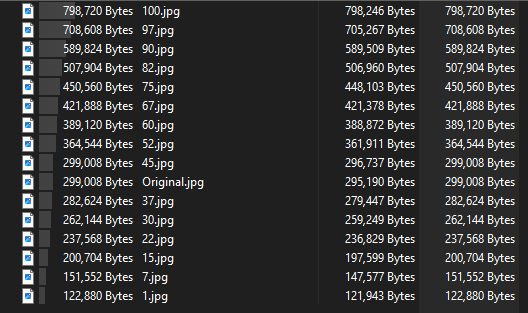 798,720 Bytes 100.jpg 798,246 Bytes 798,720 Bytes
708,608 Bytes 97.jpg 705,267 Bytes 708,608 Bytes
589,824 Bytes 90.jpg 589,509 Bytes 589,824 Bytes
507,904 Bytes 82.jpg 506,960 Bytes 507,904 Bytes
450,560 Bytes 75.jpg 448,103 Bytes 450,560 Bytes
421,888 Bytes 67.jpg 421,378 Bytes 421,888 Bytes
389,120 Bytes 60.jpg 388,872 Bytes 389,120 Bytes
364,544 Bytes 52.jpg 361,911 Bytes 364,544 Bytes
299,008 Bytes 45.jpg 296,737 Bytes 299,008 Bytes
299,008 Bytes Original.jpg 295,190 Bytes 299,008 Bytes
282,624 Bytes 37.jpg 279,447 Bytes 282,624 Bytes
262,144 Bytes 30.jpg 259,249 Bytes 262,144 Bytes
237,568 Bytes 22.jpg 236,829 Bytes 237,568 Bytes
200,704 Bytes 15.jpg 197,599 Bytes 200,704 Bytes
151,552 Bytes 7.jpg 147,577 Bytes 151,552 Bytes
122,880 Bytes 1.jpg 121,943 Bytes 122,880 Bytes